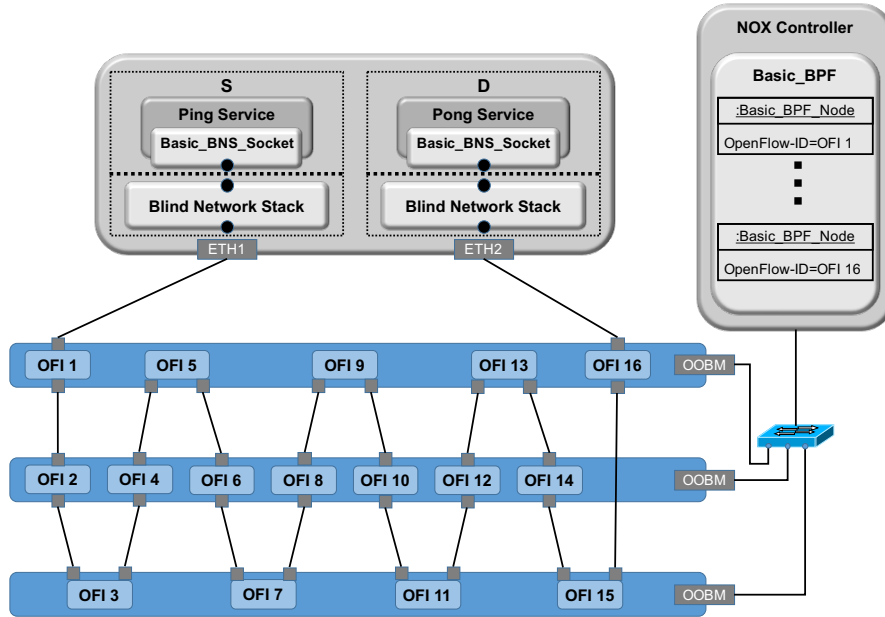 NOX Controller
Basic_BPF
:Basic_BPF_Node
OpenFlow-ID=OFI 1
:Basic_BPF_Node
OpenFlow-ID=OFI 16
S
D
Ping Service
Pong Service
Basic_BNS_Socket
Basic_BNS_Socket
Blind Network Stack
Blind Network Stack
ETH1
ETH2
OFI 1
OFI 5
OFI 9
OFI 13
OFI 16
OOBM
OFI 2
OFI 4
OFI 6
OFI 8
OFI 10
OFI 12
OFI 14
OOBM
OFI 3
OFI 7
OFI 11
OFI 15
OOBM